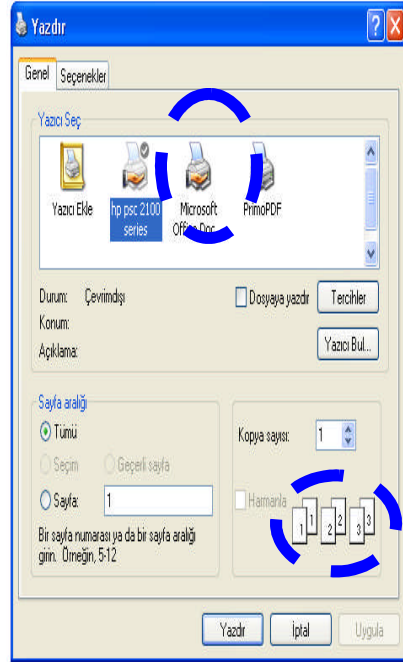 Yazdır
Genel Seçenekler
Yazıcı Seç
Yazıcı Ekle
hp psc 2100 series
Microsoft Office Doc...
PrimoPDF
Durum: Çevrimdışı
Konum:
Açıklama:
Dosyaya yazdır
Tercihler
Yazıcı Bul...
Sayfa aralığı
Tümü
Seçim Geçerli sayfa
Sayfa: 1
Bir sayfa numarası ya da bir sayfa aralığı
girin. Örneğin, 5-12
Kopya sayısı: 1
Harmanla
1 1 2 2 3 3
Yazdır İptal Uygula